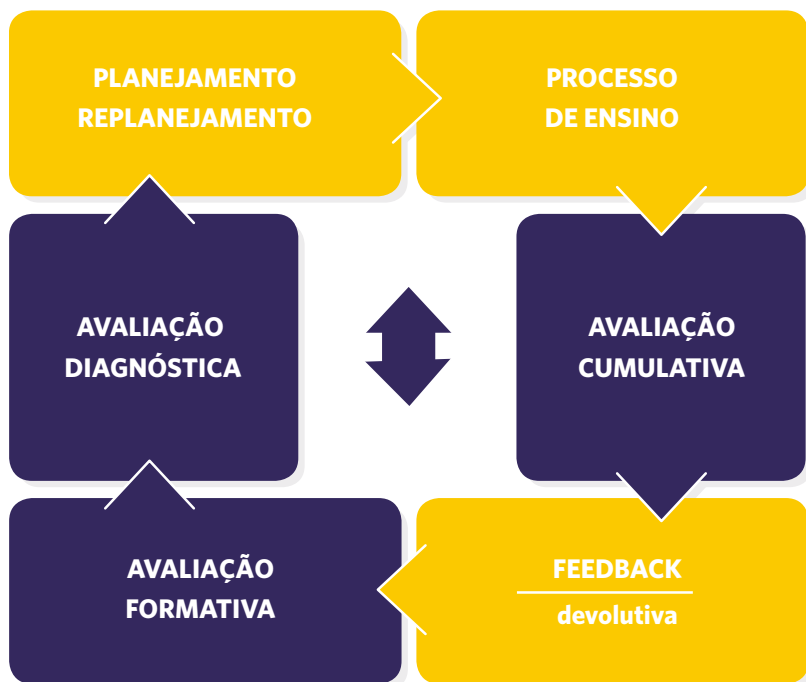 PLANEJAMENTO
REPLANEJAMENTO
PROCESSO
DE ENSINO
AVALIAÇÃO
DIAGNÓSTICA
AVALIAÇÃO
CUMULATIVA
AVALIAÇÃO
FORMATIVA
FEEDBACK
devolutiva